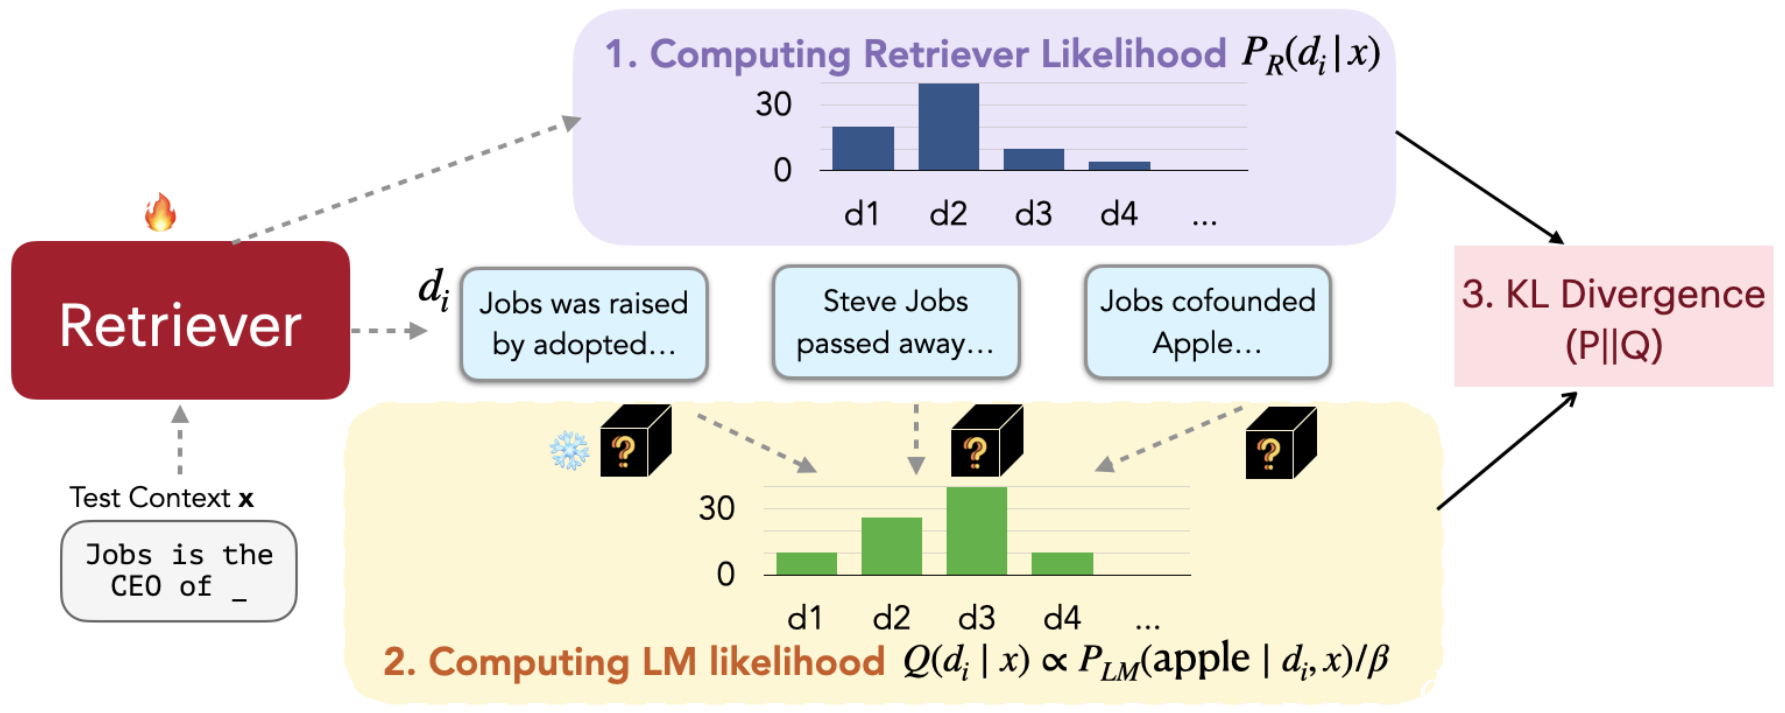 1. Computing Retriever Likelihood P_R(d_i | x)
30
0
d1 d2 d3 d4 ...
Retriever
d_i
Jobs was raised
by adopted...
Steve Jobs
passed away...
Jobs cofounded
Apple...
3. KL Divergence
(P||Q)
? ? ?
Test Context x
Jobs is the
CEO of _
30
0
d1 d2 d3 d4 ...
2. Computing LM likelihood Q(d_i | x) ∝ P_LM(apple | d_i, x)/β